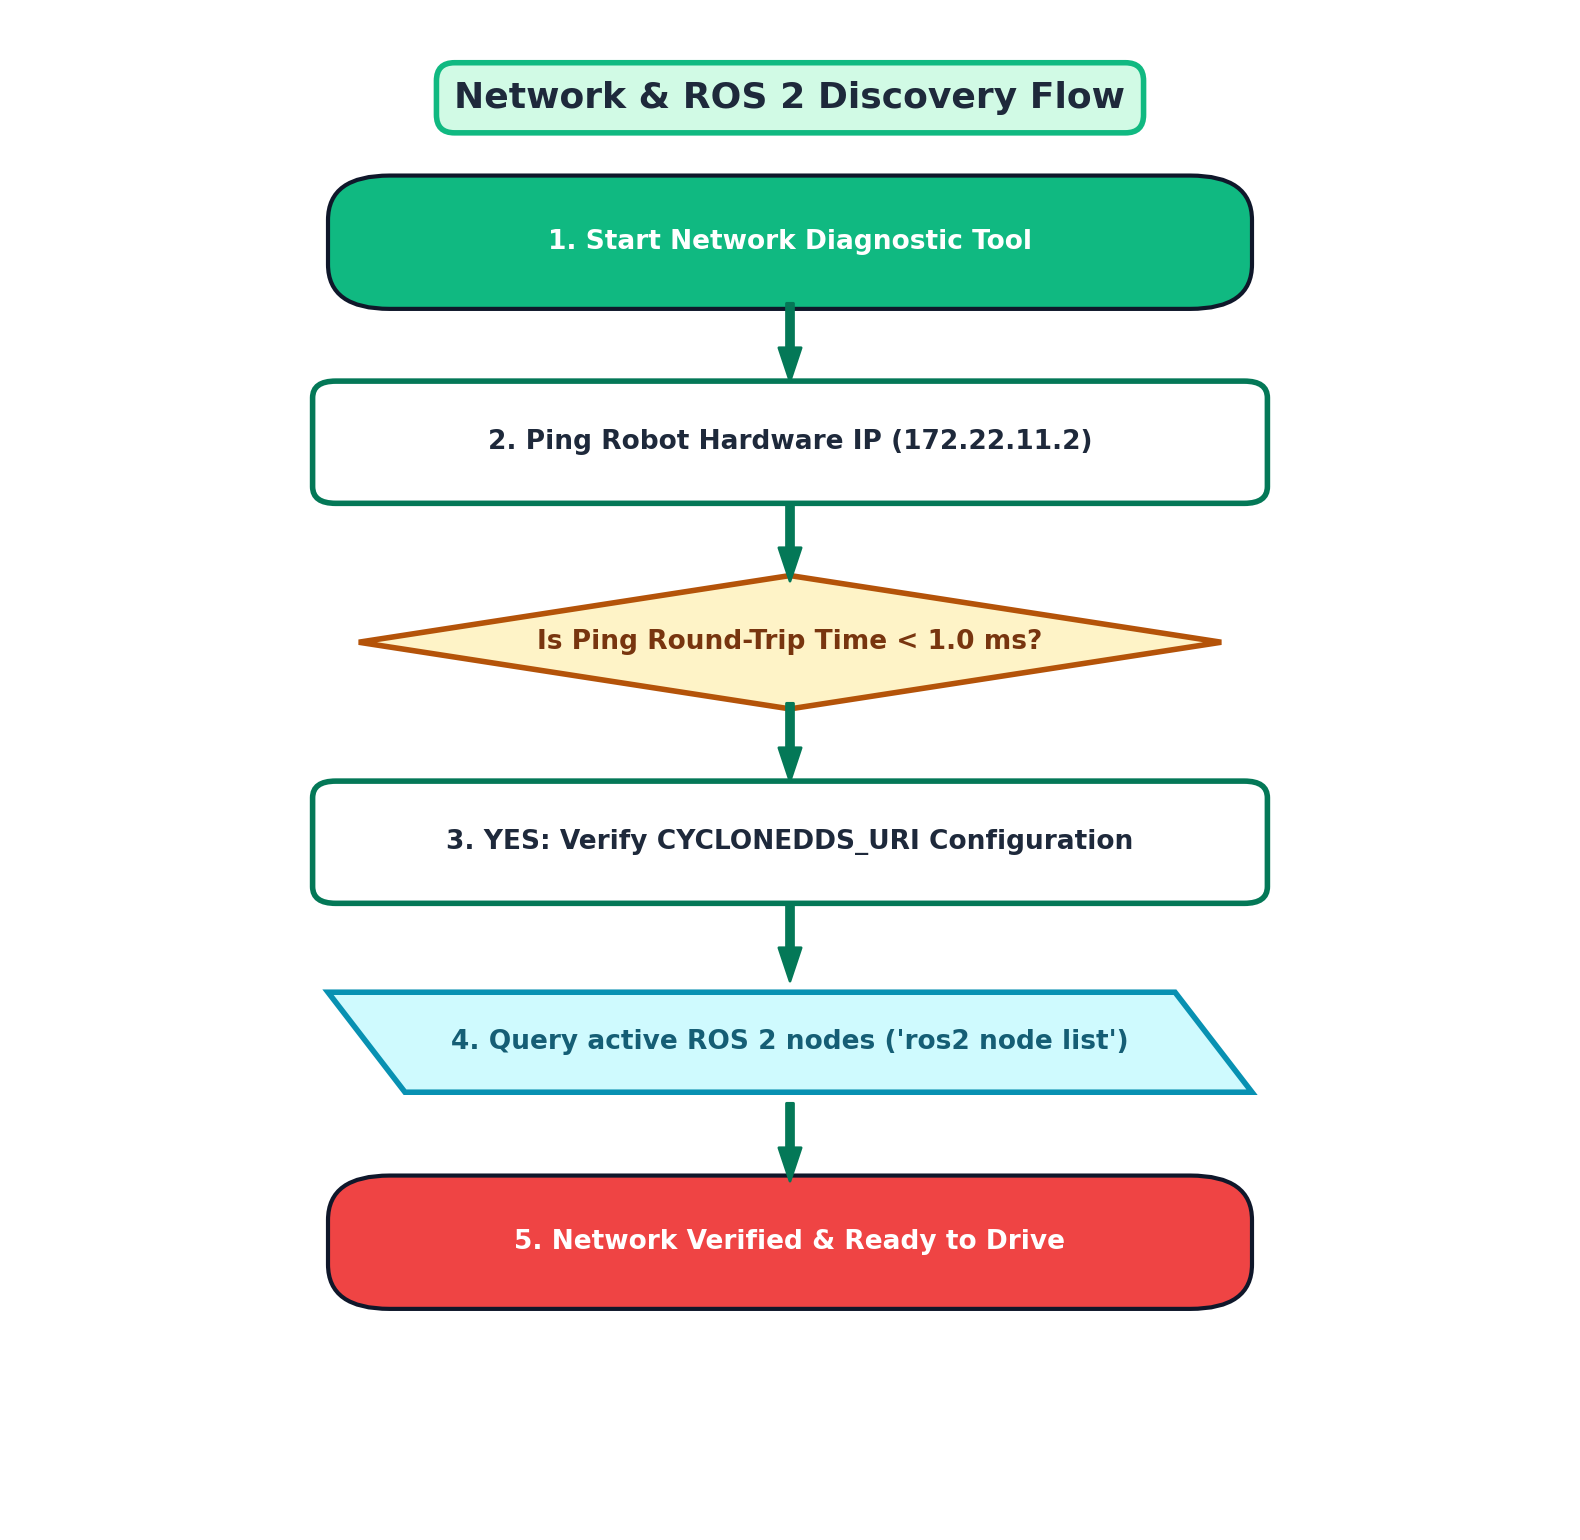 Network & ROS 2 Discovery Flow
1. Start Network Diagnostic Tool
2. Ping Robot Hardware IP (172.22.11.2)
Is Ping Round-Trip Time < 1.0 ms?
3. YES: Verify CYCLONEDDS_URI Configuration
4. Query active ROS 2 nodes ('ros2 node list')
5. Network Verified & Ready to Drive